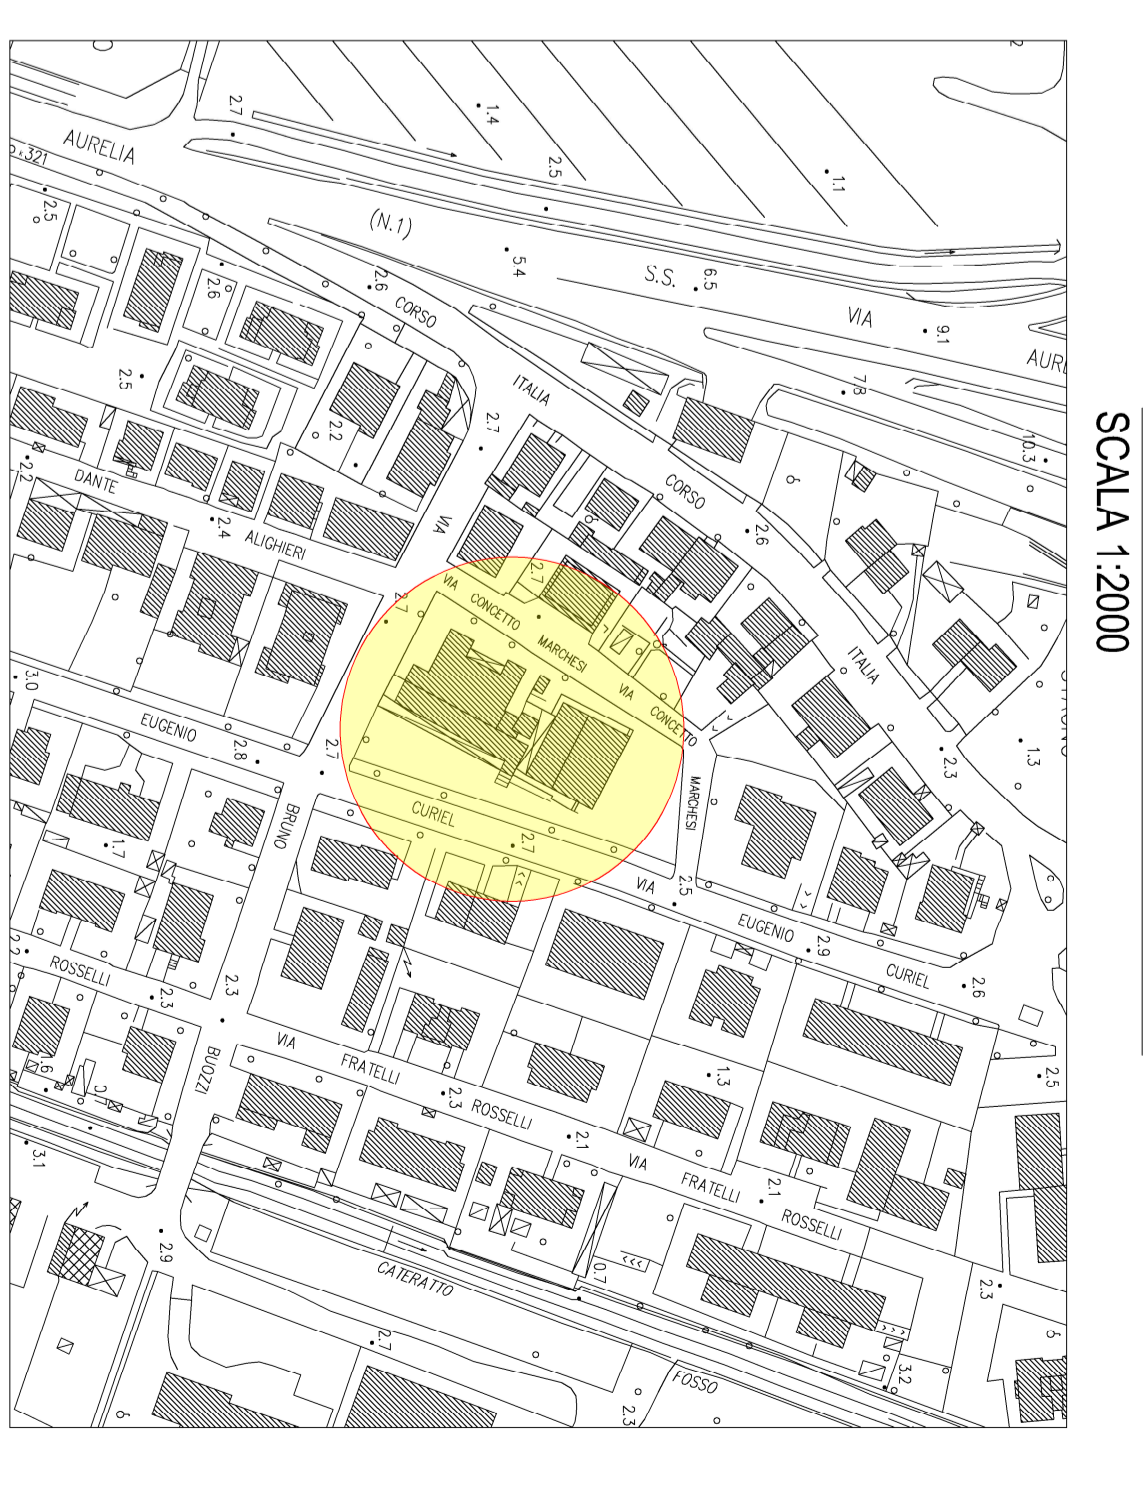 SCALA 1:2000
2.7
1.4
2.5
1.1
AURELIA
321
2.5
(N.1)
5.4
S.S.
6.5
VIA
9.1
2.6
2.6
CORSO
ITALIA
2.5
2.2
2.7
10.3
DANTE
2.2
2.4
ALIGHIERI
VIA
CORSO
2.6
VIA CONCETTO MARCHESI
2.7
VIA CONCETTO
MARCHESI
ITALIA
2.3
1.3
3.0
EUGENIO
2.8
2.7
BRUNO
CURIEL
2.7
VIA
2.5
EUGENIO
2.9
CURIEL
2.6
1.7
ROSSELLI
2.3
2.3
BUOZZI
VIA
FRATELLI
2.3
ROSSELLI
1.3
2.5
2.1
VIA
FRATELLI
2.1
ROSSELLI
2.3
3.1
2.9
CATERATTO
0.7
2.7
3.2
FOSSO
2.3